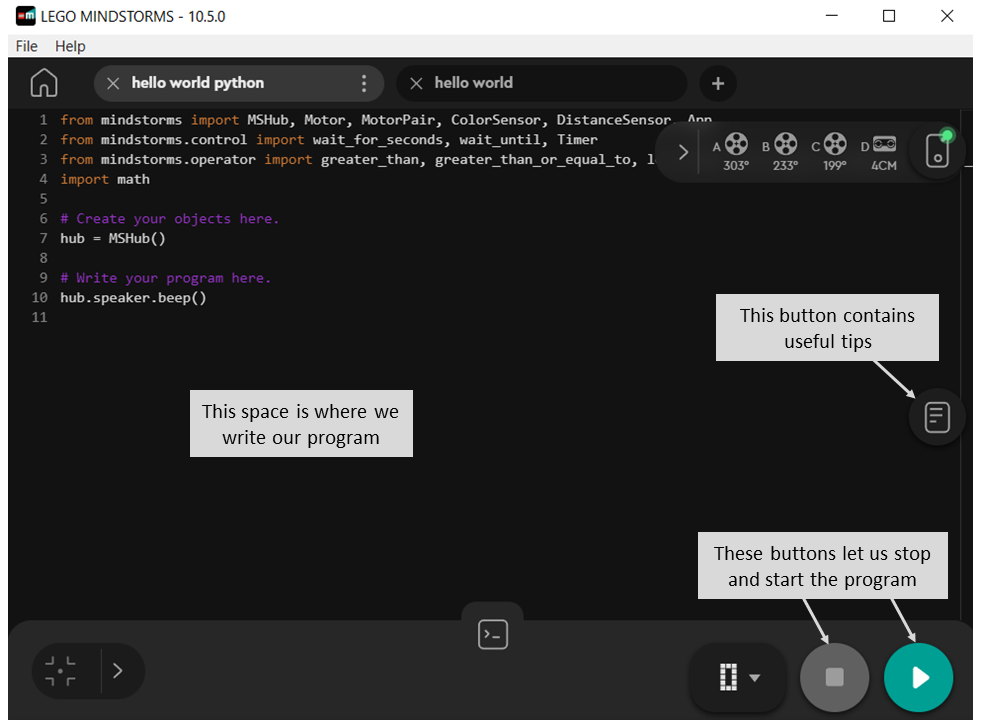 LEGO MINDSTORMS - 10.5.0
File Help
hello world python
hello world
1 from mindstorms import MSHub, Motor, MotorPair, ColorSensor, DistanceSensor, App
2 from mindstorms.control import wait_for_seconds, wait_until, Timer
3 from mindstorms.operator import greater_than, greater_than_or_equal_to,
4 import math
5
6 # Create your objects here.
7 hub = MSHub()
8
9 # Write your program here.
10 hub.speaker.beep()
11
A B C D
303° 233° 199° 4CM
This button contains
useful tips
This space is where we
write our program
These buttons let us stop
and start the program